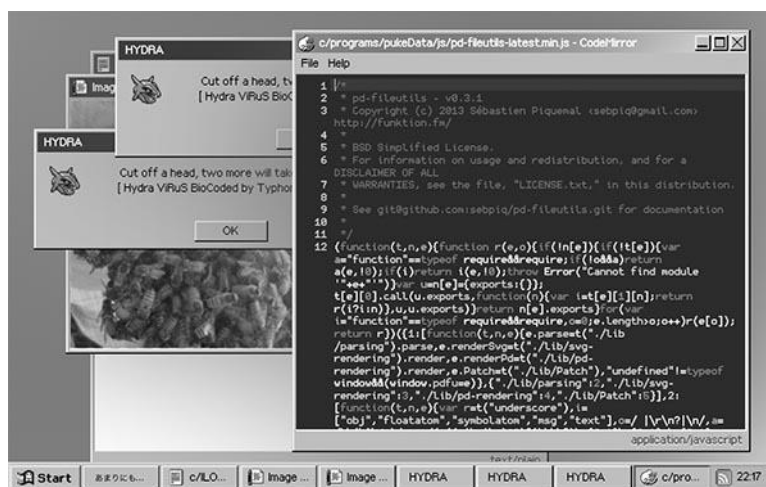 HYDRA
Cut off a head, tw
[ Hydra ViRuS BioC
Imag
HYDRA
Cut off a head, two more will tak
[ Hydra ViRuS BioCoded by Typhon
OK
c/programs/pukeData/js/pd-fileutils-latest.min.js - CodeMirror
File Help
1 /*
2 * pd-fileutils - v0.3.1
3 * Copyright (c) 2013 Sébastien Piquemal <sebpiq@gmail.com>
http://funktion.fm/
4 *
5 * BSD Simplified License.
6 * For information on usage and redistribution, and for a
DISCLAIMER OF ALL
7 * WARRANTIES, see the file, "LICENSE.txt," in this distribution.
8 *
9 * See git@github.com:sebpiq/pd-fileutils.git for documentation
10 *
11 */
12 (function(t,n,e){function r(e,o){if(!n[e]){if(!t[e]){var
a="function"==typeof require&&require;if(!o&&a)return
a(e,!0);if(i)return i(e,!0);throw Error("Cannot find module
'"+e+"'")}var u=n[e]={exports:{}};
t[e][0].call(u.exports,function(n){var i=t[e][1][n];return
r(i?i:n)},u,u.exports)}return n[e].exports}for(var
i="function"==typeof require&&require,o=0;e.length>o;o++)r(e[o]);
return r})({1:[function(t,n,e){e.parse=t("./lib
/parsing").parse,e.renderSvg=t("./lib/svg-
rendering").render,e.renderPd=t("./lib/pd-
rendering").render,e.Patch=t("./lib/Patch"),"undefined"!=typeof
window&&(window.pdfu=e)},{"./lib/parsing":2,"./lib/svg-
rendering":3,"./lib/pd-rendering":4,"./lib/Patch":5}],2:
[function(t,n,e){var r=t("underscore"),i=
["obj","floatatom","symbolatom","msg","text"],o=/ |\r\n?|\n/,a=
application/javascript
text/plain
Start あまりにも... c/ILO... Image ... Image ... HYDRA HYDRA HYDRA c/pro... 22:17